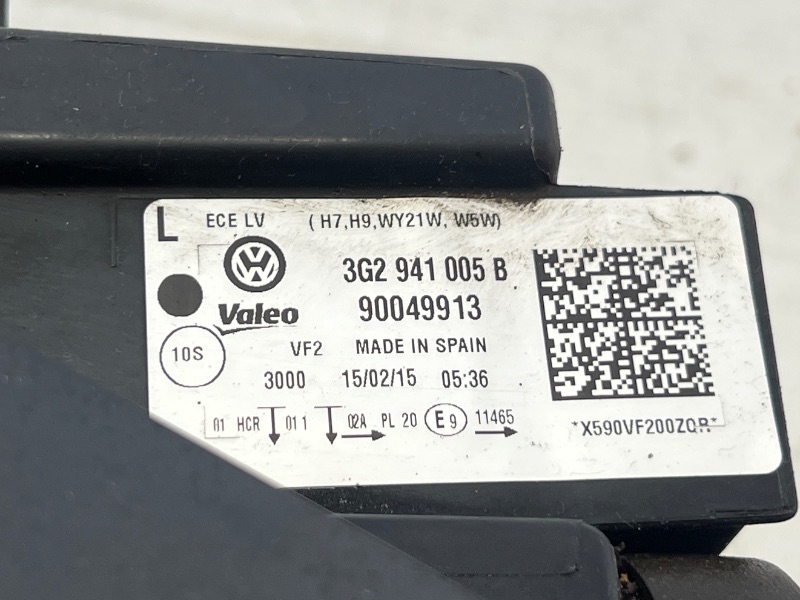 L ECE LV ( H7,H9,WY21W, W5W)
3G2 941 005 B
Valeo 90049913
10S VF2 MADE IN SPAIN
3000 15/02/15 05:36
01 HCR 01 1 02A PL 20 E9 11465
*X590VF200ZQR*